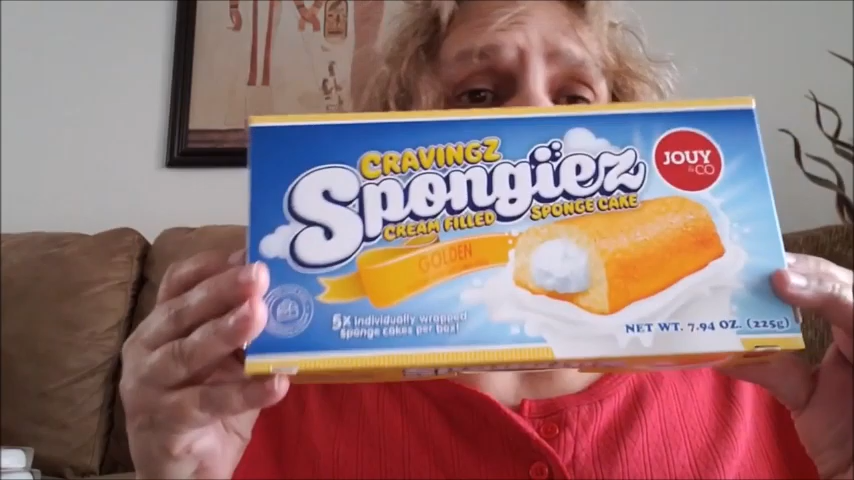 CRAVINGZ
Spongiëz
CREAM FILLED SPONGE CAKE
JOUY
&CO
GOLDEN
5x individually wrapped
sponge cakes per box!
NET WT. 7.94 OZ. (225g)